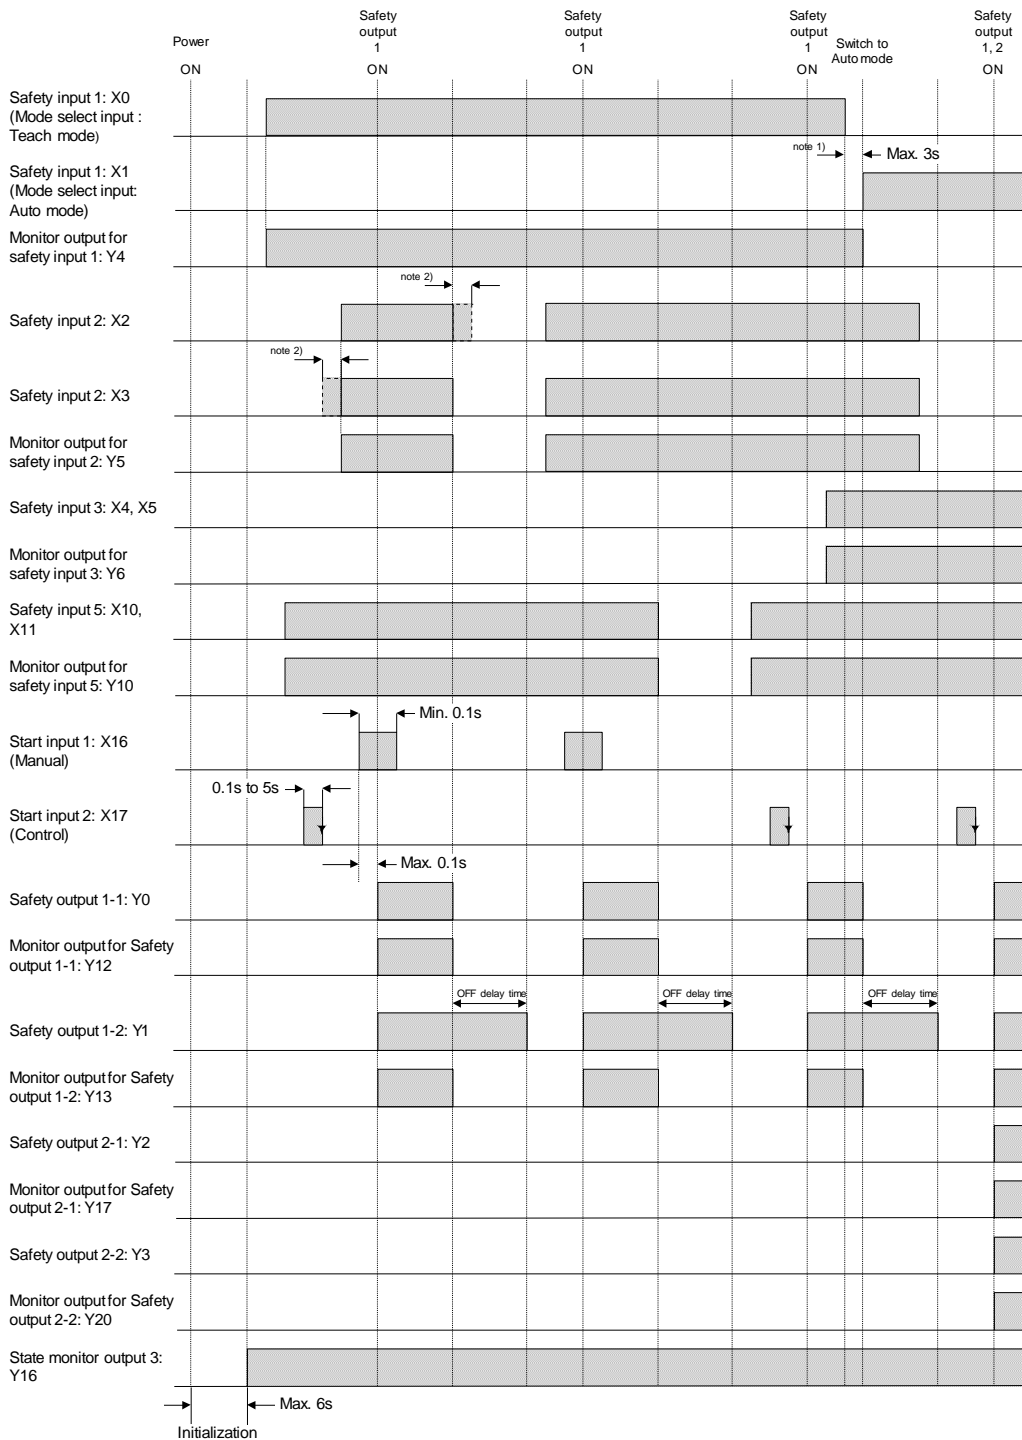 Safety
output
1
Safety
output
1
Safety
output
1
Safety
output
1, 2
Power
Switch to
Auto mode
ON
ON
ON
ON
ON
Safety input 1: X0
(Mode select input :
Teach mode)
note 1)
Max. 3s
Safety input 1: X1
(Mode select input:
Auto mode)
Monitor output for
safety input 1: Y4
note 2)
Safety input 2: X2
note 2)
Safety input 2: X3
Monitor output for
safety input 2: Y5
Safety input 3: X4, X5
Monitor output for
safety input 3: Y6
Safety input 5: X10,
X11
Monitor output for
safety input 5: Y10
Min. 0.1s
Start input 1: X16
(Manual)
0.1s to 5s
Start input 2: X17
(Control)
Max. 0.1s
Safety output 1-1: Y0
Monitor output for Safety
output 1-1: Y12
OFF delay time
OFF delay time
OFF delay time
Safety output 1-2: Y1
Monitor output for Safety
output 1-2: Y13
Safety output 2-1: Y2
Monitor output for Safety
output 2-1: Y17
Safety output 2-2: Y3
Monitor output for Safety
output 2-2: Y20
State monitor output 3:
Y16
Max. 6s
Initialization